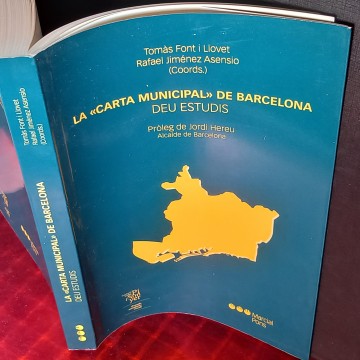 Tomàs Font i Llovet
Rafael Jiménez Asensio
(Coords.)
LA «CARTA MUNICIPAL» DE BARCELONA
DEU ESTUDIS
Pròleg de Jordi Hereu
Alcalde de Barcelona
Marcial
Pons
Tomàs Font i Llovet
Rafael Jiménez Asensio
(Coords.)
LA «CARTA MUNICIPAL» DE BARCELONA
DEU ESTUDIS